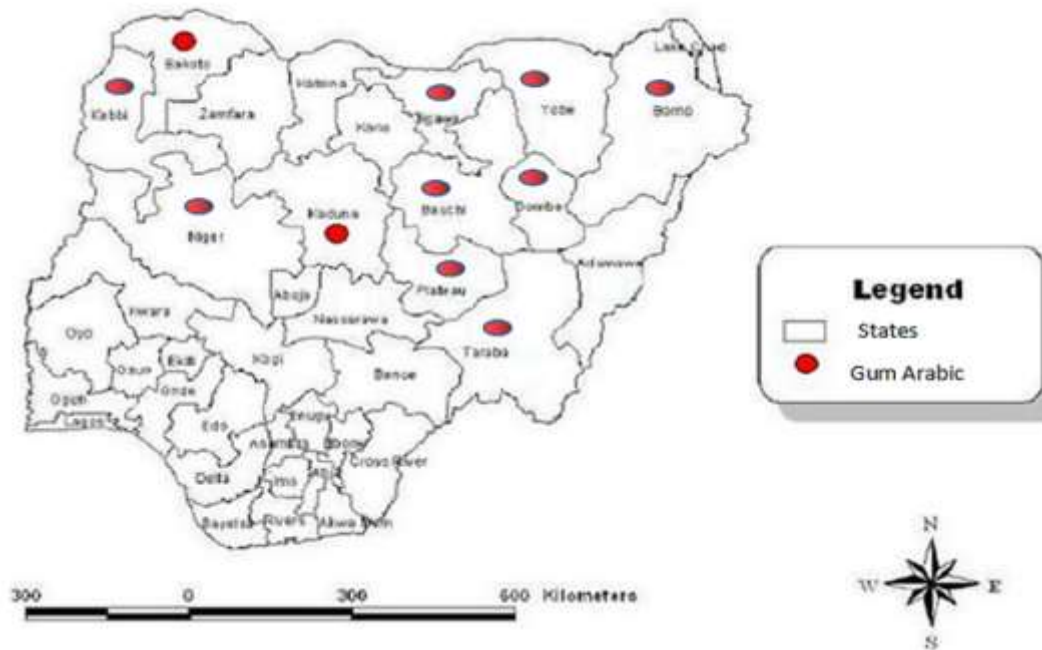 Lake Chad
Sokoto
Katsina
Kebbi
Zamfara
Jigawa
Yobe
Borno
Kano
Bauchi
Gombe
Kaduna
Niger
Adamawa
Plateau
Abuja
Nassarawa
Kwara
Oyo
Taraba
Kogi
Benue
Osun
Ekiti
Ondo
Ogun
Lagos
Edo
Enugu
Anambra
Ebonyi
Cross River
Delta
Imo
Abia
Bayelsa
Rivers
Akwa Ibom
Legend
States
Gum Arabic
300 0 300 600 Kilometers
N
W E
S